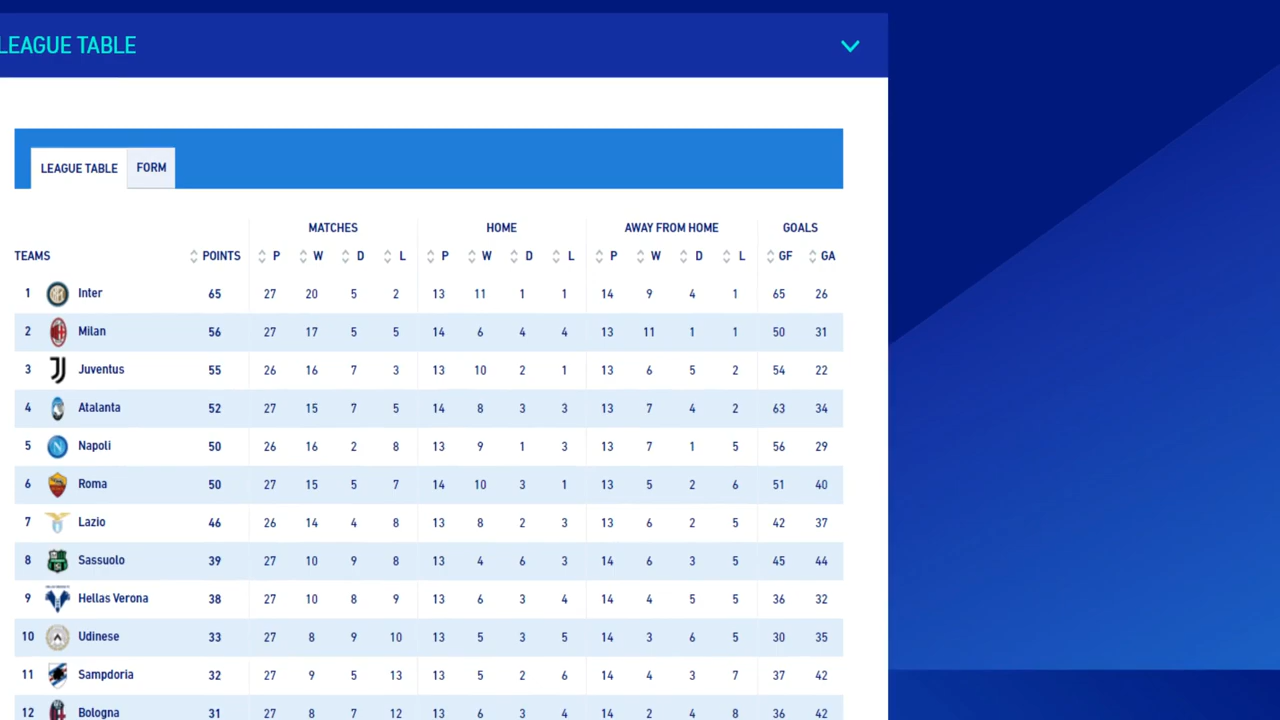 LEAGUE TABLE
LEAGUE TABLE FORM
MATCHES HOME AWAY FROM HOME GOALS
TEAMS POINTS P W D L P W D L P W D L GF GA
1 Inter 65 27 20 5 2 13 11 1 1 14 9 4 1 65 26
2 Milan 56 27 17 5 5 14 6 4 4 13 11 1 1 50 31
3 Juventus 55 26 16 7 3 13 10 2 1 13 6 5 2 54 22
4 Atalanta 52 27 15 7 5 14 8 3 3 13 7 4 2 63 34
5 Napoli 50 26 16 2 8 13 9 1 3 13 7 1 5 56 29
6 Roma 50 27 15 5 7 14 10 3 1 13 5 2 6 51 40
7 Lazio 46 26 14 4 8 13 8 2 3 13 6 2 5 42 37
8 Sassuolo 39 27 10 9 8 13 4 6 3 14 6 3 5 45 44
9 Hellas Verona 38 27 10 8 9 13 6 3 4 14 4 5 5 36 32
10 Udinese 33 27 8 9 10 13 5 3 5 14 3 6 5 30 35
11 Sampdoria 32 27 9 5 13 13 5 2 6 14 4 3 7 37 42
12 Bologna 31 27 8 7 12 13 6 3 4 14 2 4 8 36 42